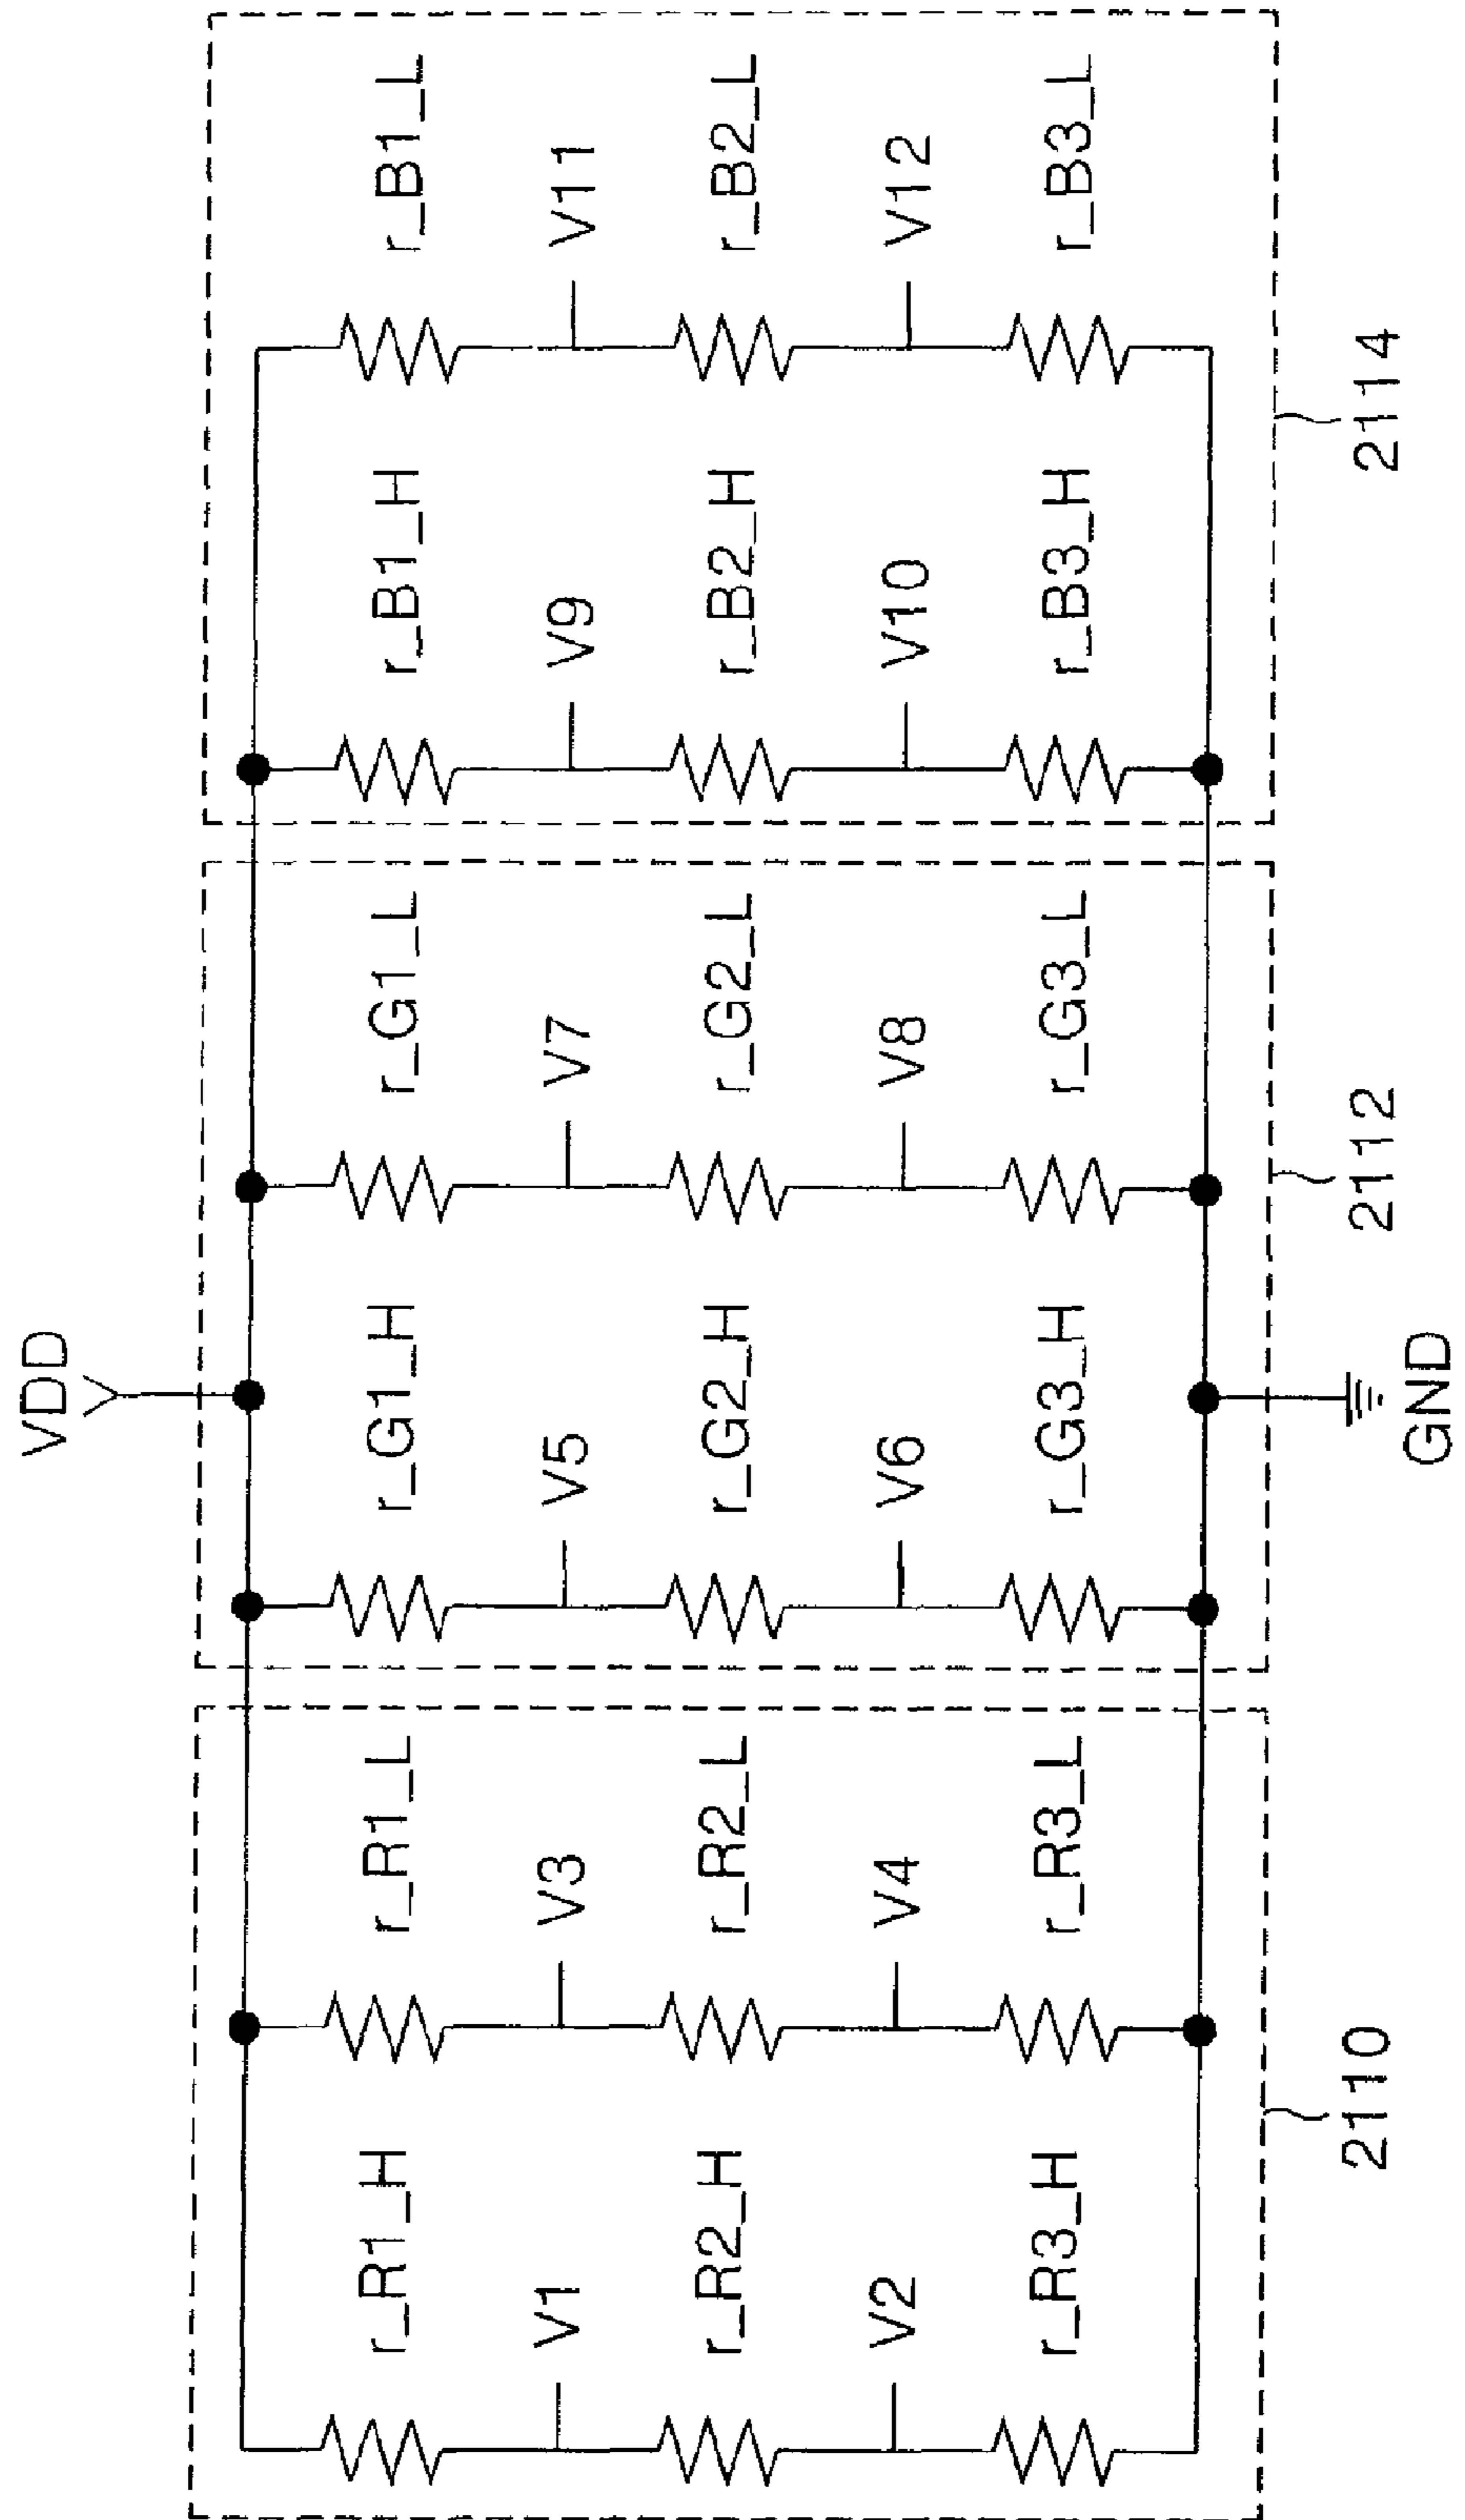 VDD
r_R1_H
r_R1_L
r_G1_H
r_G1_L
r_B1_H
r_B1_L
V1
V3
V5
V7
V9
V11
r_R2_H
r_R2_L
r_G2_H
r_G2_L
r_B2_H
r_B2_L
V2
V4
V6
V8
V10
V12
r_R3_H
r_R3_L
r_G3_H
r_G3_L
r_B3_H
r_B3_L
2110
2112
2114
GND